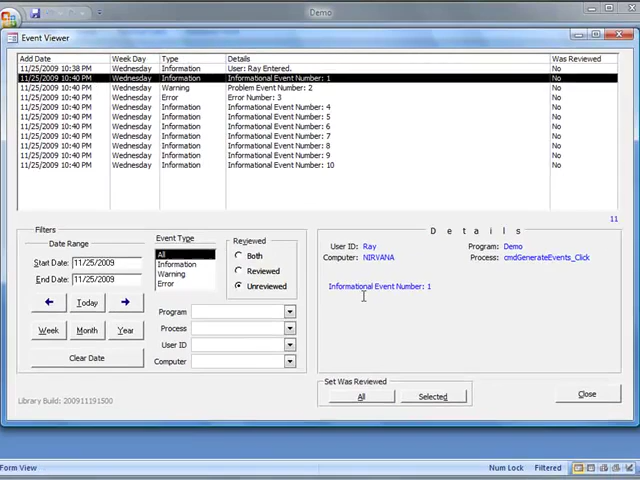 Demo
Event Viewer
Add Date Week Day Type Details Was Reviewed
11/25/2009 10:38 PM Wednesday Information User: Ray Entered. No
11/25/2009 10:40 PM Wednesday Information Informational Event Number: 1 No
11/25/2009 10:40 PM Wednesday Warning Problem Event Number: 2 No
11/25/2009 10:40 PM Wednesday Error Error Number: 3 No
11/25/2009 10:40 PM Wednesday Information Informational Event Number: 4 No
11/25/2009 10:40 PM Wednesday Information Informational Event Number: 5 No
11/25/2009 10:40 PM Wednesday Information Informational Event Number: 6 No
11/25/2009 10:40 PM Wednesday Information Informational Event Number: 7 No
11/25/2009 10:40 PM Wednesday Information Informational Event Number: 8 No
11/25/2009 10:40 PM Wednesday Information Informational Event Number: 9 No
11/25/2009 10:40 PM Wednesday Information Informational Event Number: 10 No
11
Filters
Date Range
Start Date: 11/25/2009
End Date: 11/25/2009
Today
Week Month Year
Clear Date
Event Type
All
Information
Warning
Error
Reviewed
Both
Reviewed
Unreviewed
Program
Process
User ID
Computer
Details
User ID: Ray Program: Demo
Computer: NIRVANA Process: cmdGenerateEvents_Click
Informational Event Number: 1
Set Was Reviewed
All Selected
Close
Library Build: 200911191500
Form View Num Lock Filtered